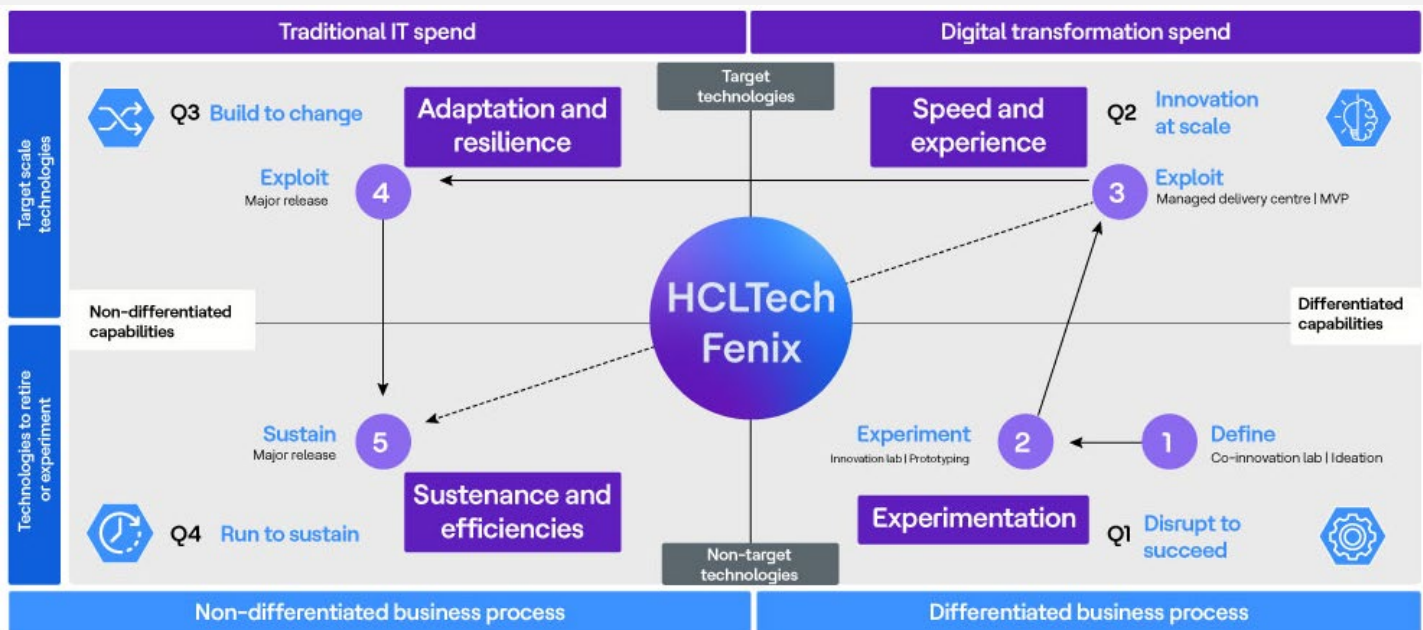 Traditional IT spend
Digital transformation spend
Target scale
technologies
Technologies to retire
or experiment
Target
technologies
Q3 Build to change
Adaptation and
resilience
Exploit
Major release
4
Speed and
experience
Q2
Innovation
at scale
3
Exploit
Managed delivery centre | MVP
Non-differentiated
capabilities
HCLTech
Fenix
Differentiated
capabilities
Sustain
Major release
5
Sustenance and
efficiencies
Q4 Run to sustain
Experiment
Innovation lab | Prototyping
2
1
Define
Co-innovation lab | Ideation
Experimentation
Q1
Disrupt to
succeed
Non-target
technologies
Non-differentiated business process
Differentiated business process